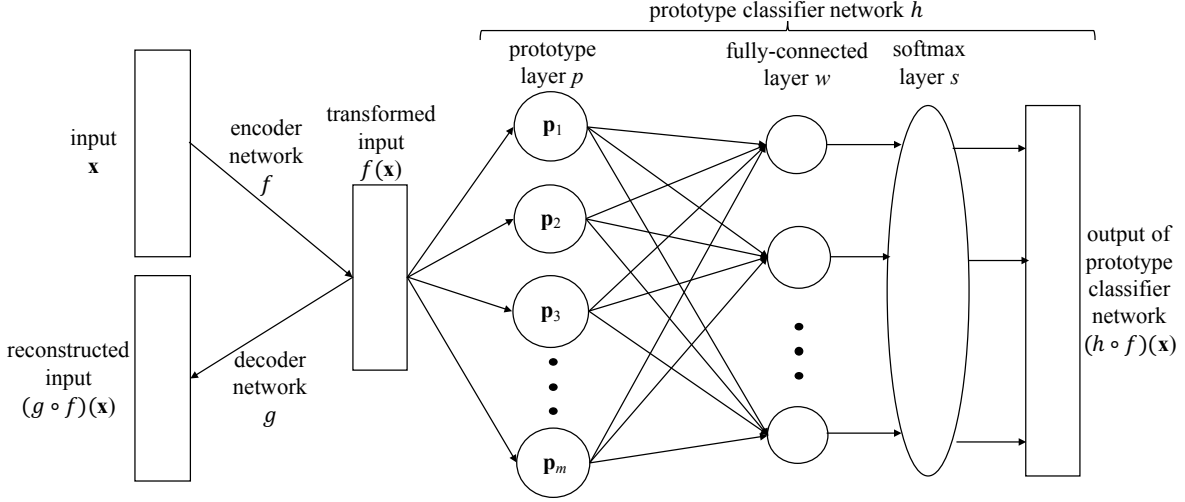 prototype classifier network h
input
x
encoder
network
f
transformed
input
f(x)
prototype
layer p
p₁
p₂
p₃
pₘ
fully-connected
layer w
softmax
layer s
output of
prototype
classifier
network
(h ∘ f)(x)
reconstructed
input
(g ∘ f)(x)
decoder
network
g